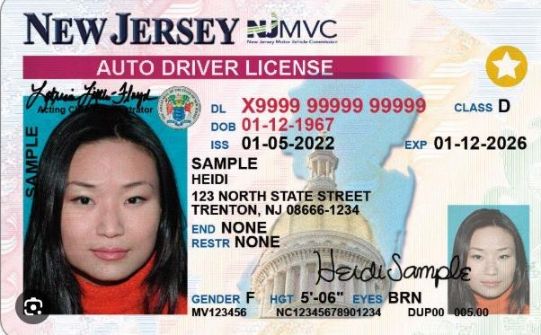 NEW JERSEY NJMVC
New Jersey Motor Vehicle Commission
AUTO DRIVER LICENSE
Acting Administrator
SAMPLE
DL X9999 99999 99999 CLASS D
DOB 01-12-1967
ISS 01-05-2022 EXP 01-12-2026
SAMPLE
HEIDI
123 NORTH STATE STREET
TRENTON, NJ 08666-1234
END NONE
RESTR NONE
Heidi Sample
GENDER F HGT 5'-06" EYES BRN
MV123456 NC12345678901234 DUP00 005.00